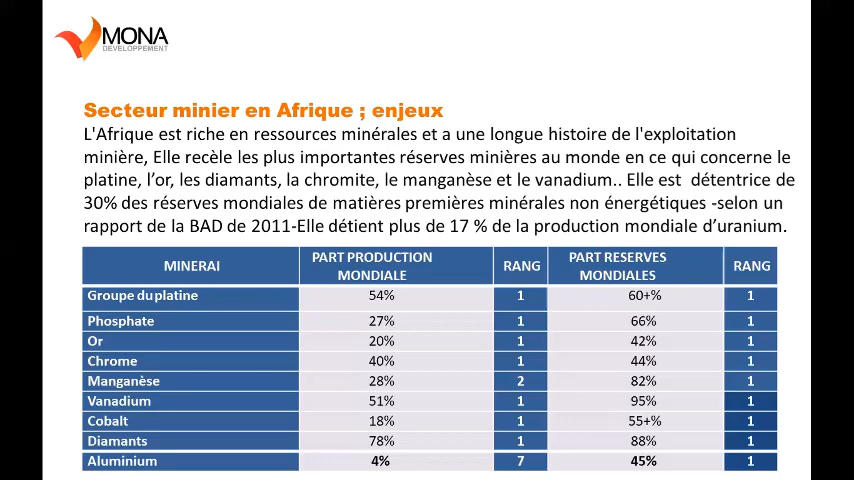 MONA
DEVELOPPEMENT
Secteur minier en Afrique ; enjeux
L'Afrique est riche en ressources minérales et a une longue histoire de l'exploitation
minière, Elle recèle les plus importantes réserves minières au monde en ce qui concerne le
platine, l’or, les diamants, la chromite, le manganèse et le vanadium.. Elle est détentrice de
30% des réserves mondiales de matières premières minérales non énergétiques -selon un
rapport de la BAD de 2011-Elle détient plus de 17 % de la production mondiale d’uranium.
MINERAI PART PRODUCTION MONDIALE RANG PART RESERVES MONDIALES RANG
Groupe du platine 54% 1 60+% 1
Phosphate 27% 1 66% 1
Or 20% 1 42% 1
Chrome 40% 1 44% 1
Manganèse 28% 2 82% 1
Vanadium 51% 1 95% 1
Cobalt 18% 1 55+% 1
Diamants 78% 1 88% 1
Aluminium 4% 7 45% 1